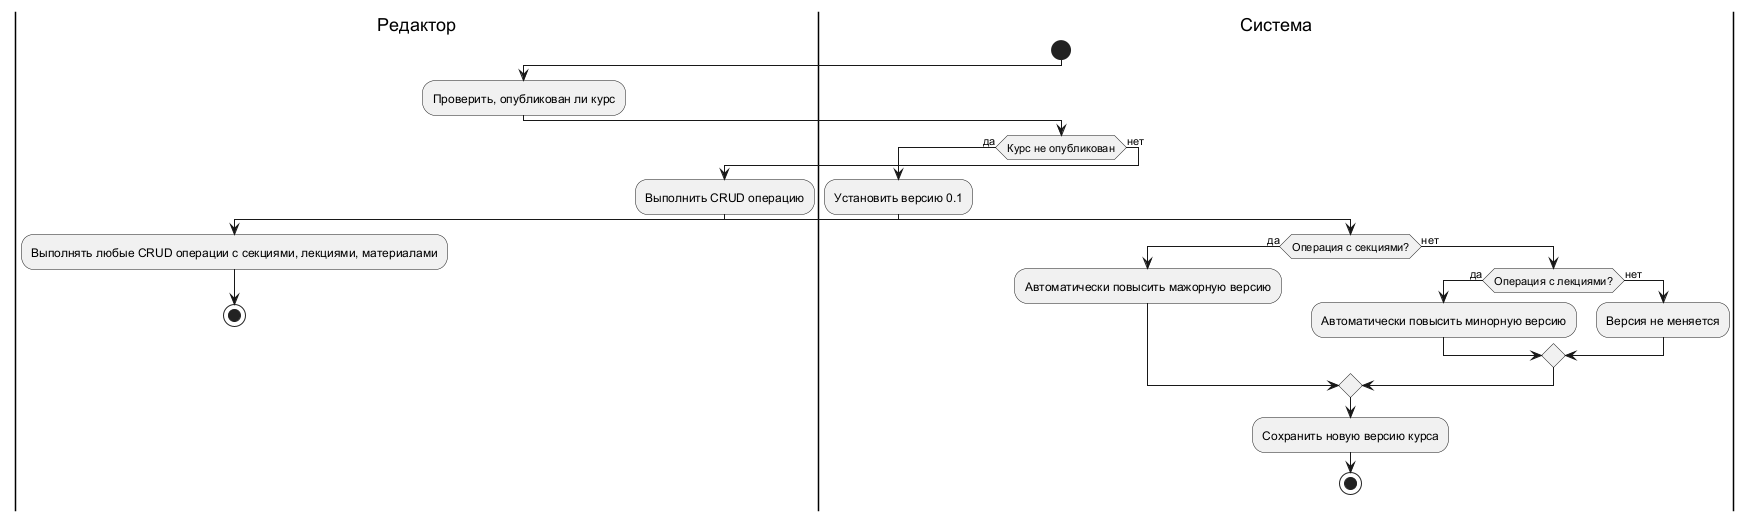 Редактор
Система
Проверить, опубликован ли курс
да
Курс не опубликован
нет
Выполнить CRUD операцию
Установить версию 0.1
Выполнять любые CRUD операции с секциями, лекциями, материалами
да
Операция с секциями?
нет
Автоматически повысить мажорную версию
да
Операция с лекциями?
нет
Автоматически повысить минорную версию
Версия не меняется
Сохранить новую версию курса